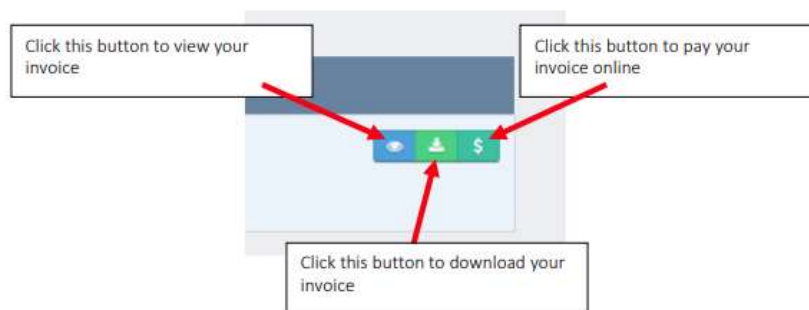 Click this button to view your
invoice
Click this button to pay your
invoice online
$
Click this button to download your
invoice